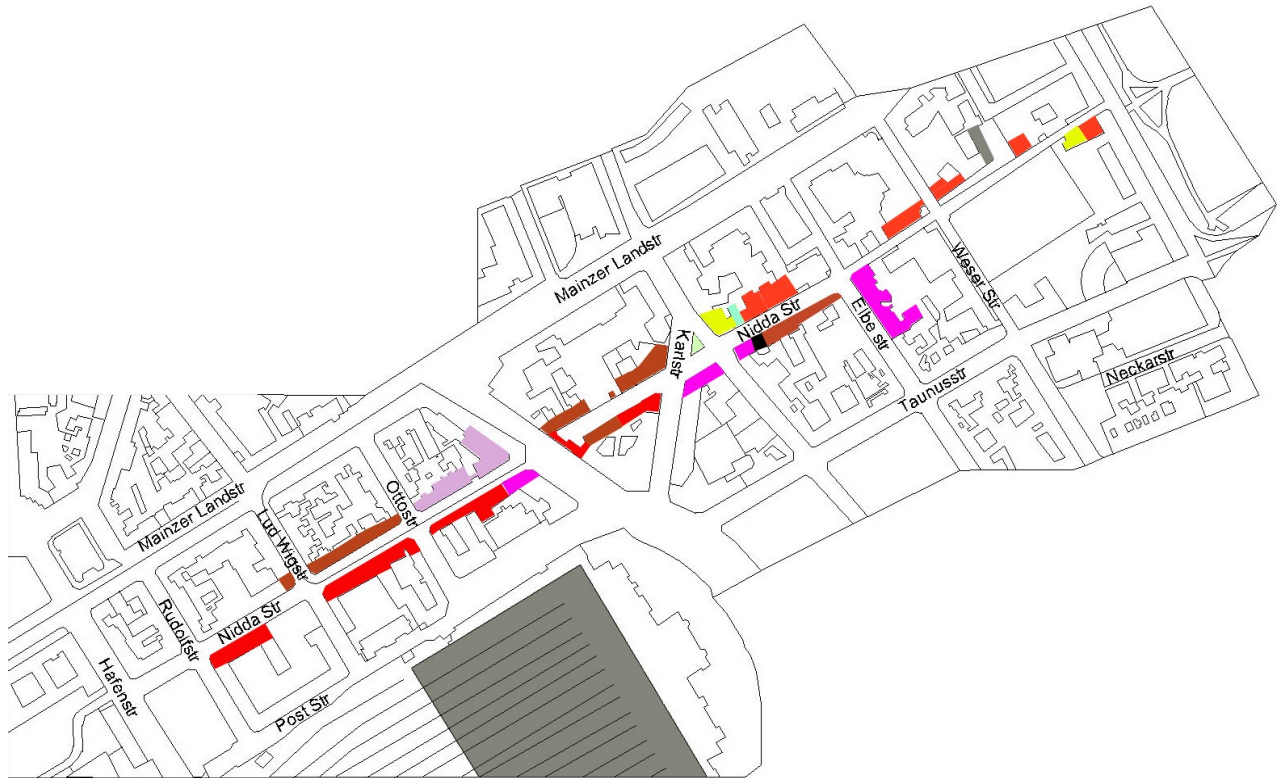 Mainzer Landstr
Weser Str
Nidda Str
Elbe str
Karlstr
Neckarstr
Taunusstr
Mainzer Landstr
Ottostr
Lud Wigstr
Nidda Str
Rudolfstr
Hafenstr
Post Str